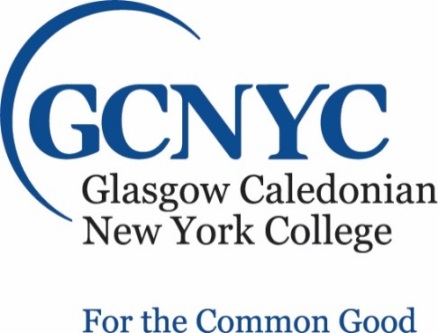 GCNYC
Glasgow Caledonian
New York College
For the Common Good